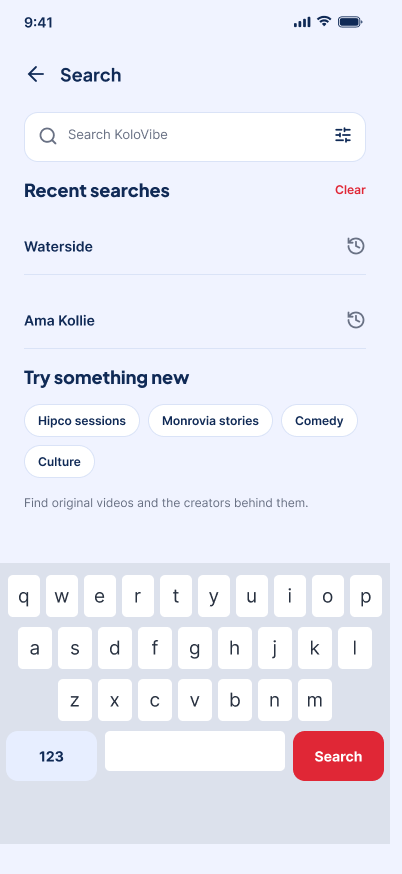 9:41
Search
Search KoloVibe
Recent searches Clear
Waterside
Ama Kollie
Try something new
Hipco sessions Monrovia stories Comedy
Culture
Find original videos and the creators behind them.
q w e r t y u i o p
a s d f g h j k l
z x c v b n m
123 Search